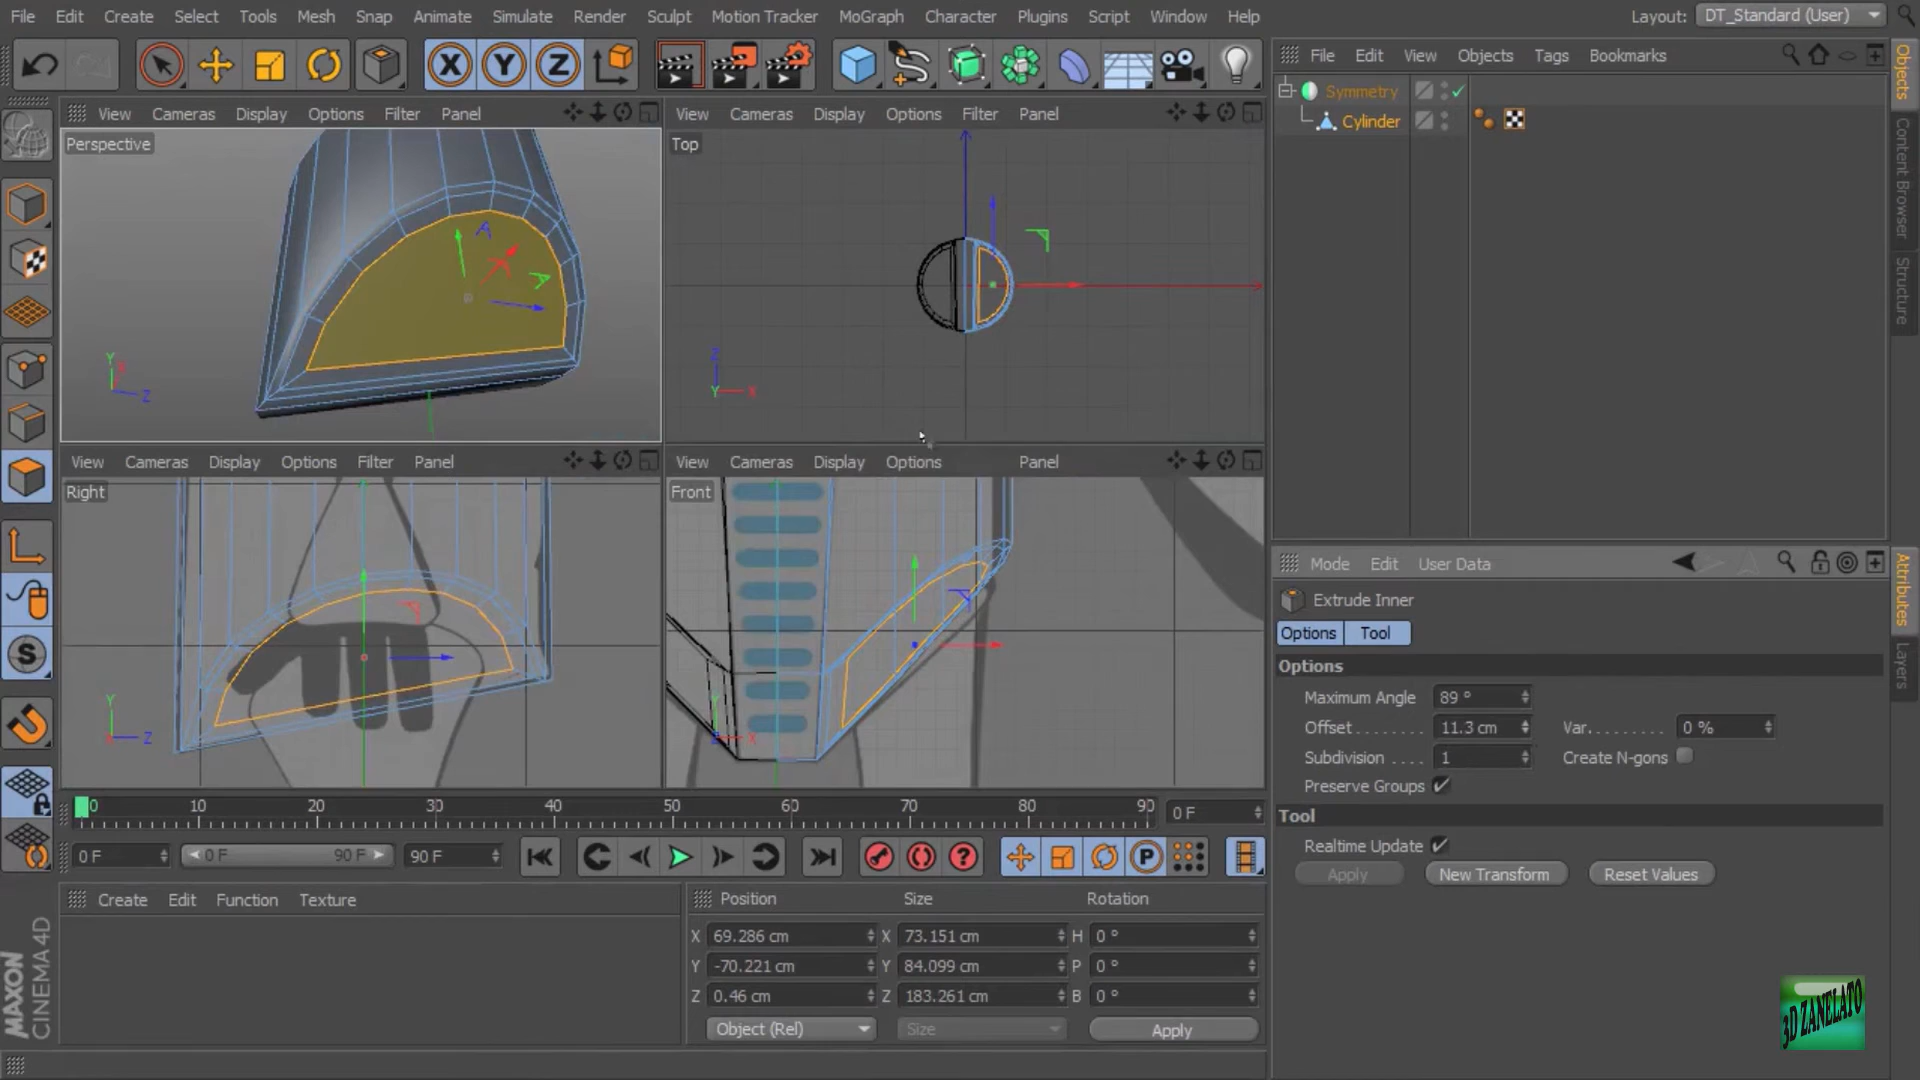 File Edit Create Select Tools Mesh Snap Animate Simulate Render Sculpt Motion Tracker MoGraph Character Plugins Script Window Help
Layout: DT_Standard (User)
X Y Z
File Edit View Objects Tags Bookmarks
View Cameras Display Options Filter Panel
View Cameras Display Options Filter Panel
Perspective
Top
Symmetry
Cylinder
Objects
Content Browser
Structure
View Cameras Display Options Filter Panel
View Cameras Display Options Panel
Right
Front
Mode Edit User Data
Extrude Inner
Options Tool
Options
Maximum Angle 89 °
Offset 11.3 cm Var. 0 %
Subdivision 1 Create N-gons
Preserve Groups
Tool
Realtime Update
Apply New Transform Reset Values
Attributes
Layers
0 10 20 30 40 50 60 70 80 90 0 F
0 F 0 F 90 F 90 F
Create Edit Function Texture
Position Size Rotation
X 69.286 cm X 73.151 cm H 0 °
Y -70.221 cm Y 84.099 cm P 0 °
Z 0.46 cm Z 183.261 cm B 0 °
Object (Rel) Size Apply
MAXON
CINEMA 4D
3D ZANELATO